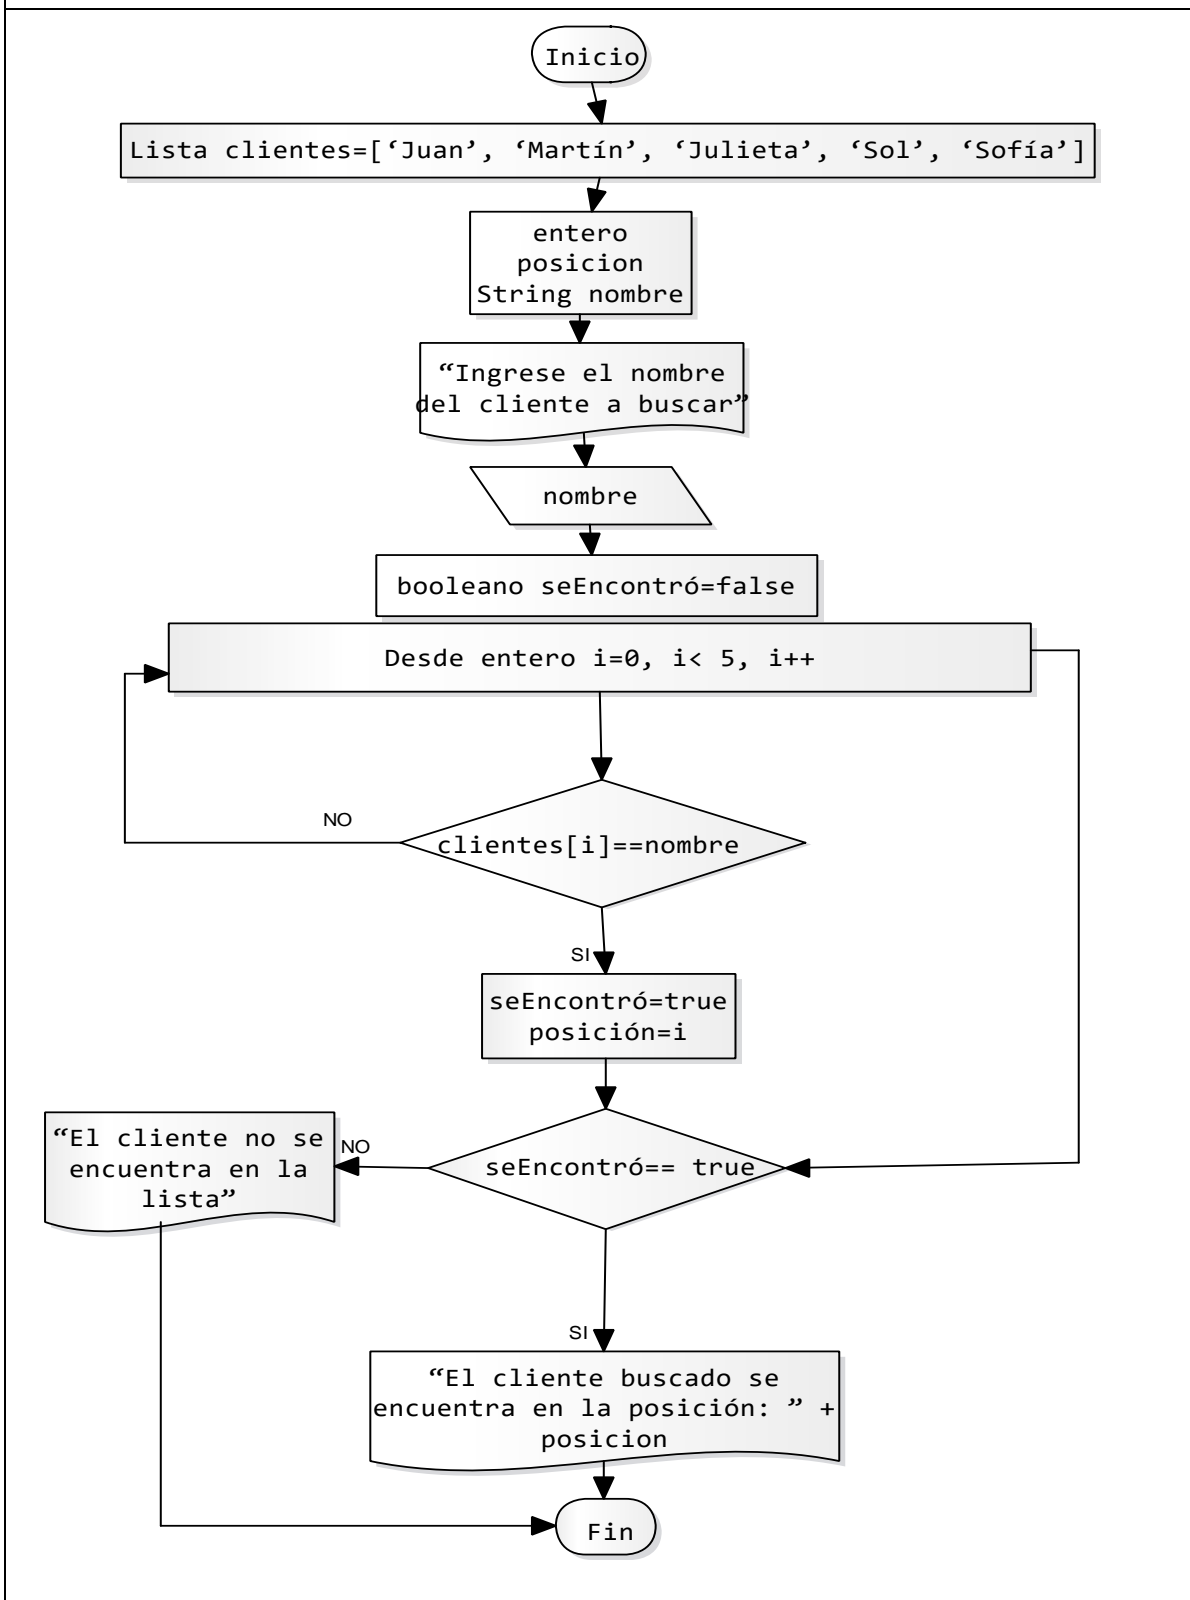 Inicio
Lista clientes=[‘Juan’, ‘Martín’, ‘Julieta’, ‘Sol’, ‘Sofía’]
entero
posicion
String nombre
“Ingrese el nombre
del cliente a buscar”
nombre
booleano seEncontró=false
Desde entero i=0, i< 5, i++
NO
clientes[i]==nombre
SI
seEncontró=true
posición=i
“El cliente no se
encuentra en la
lista”
NO
seEncontró== true
SI
“El cliente buscado se
encuentra en la posición: ” +
posicion
Fin